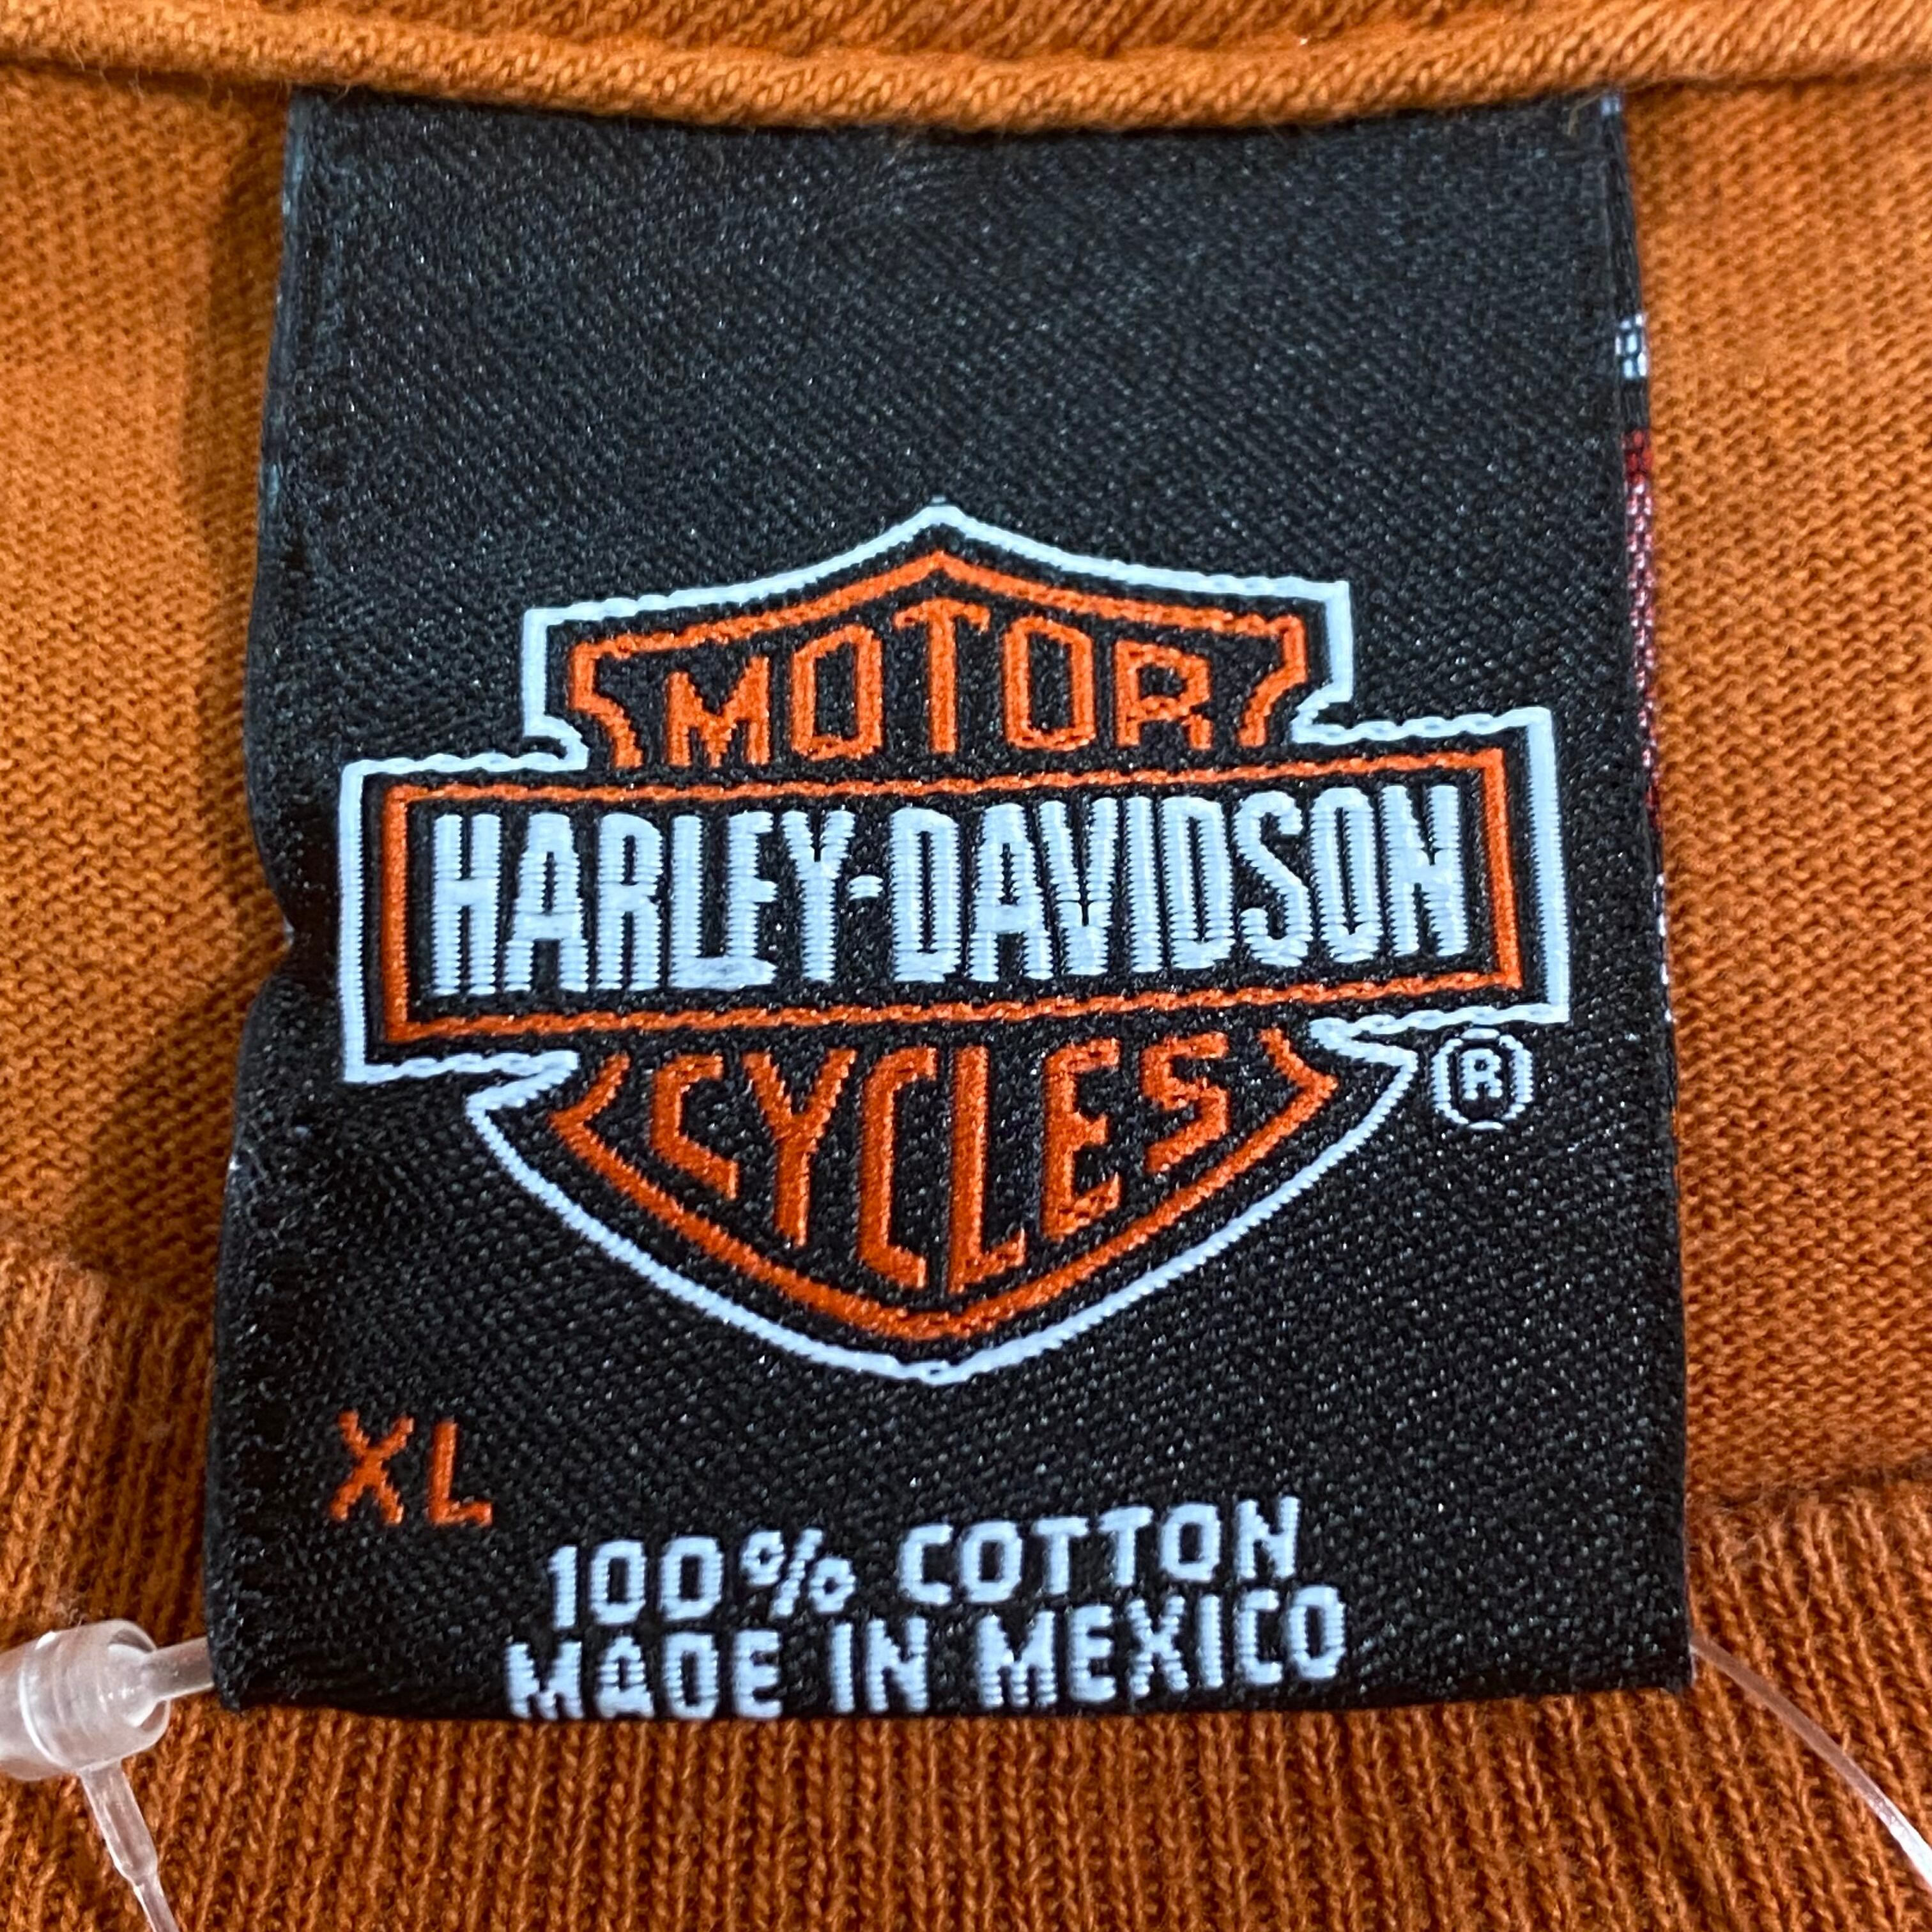 MOTOR
HARLEY-DAVIDSON
CYCLES
®
XL
100% COTTON
MADE IN MEXICO